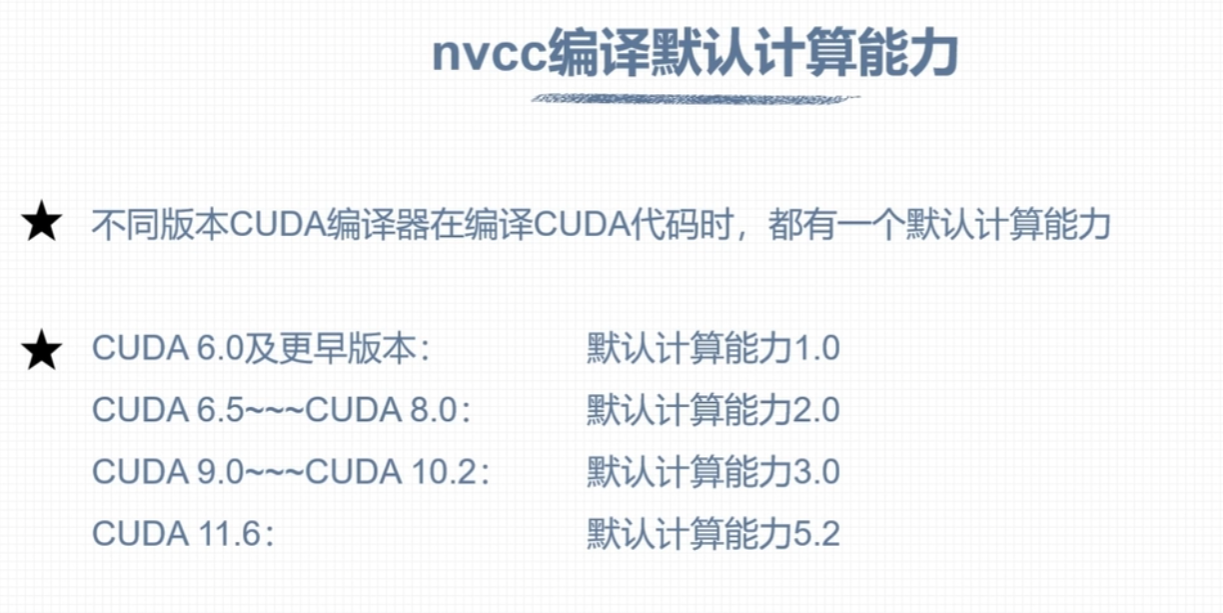 nvcc编译默认计算能力
★ 不同版本CUDA编译器在编译CUDA代码时，都有一个默认计算能力
★ CUDA 6.0及更早版本： 默认计算能力1.0
CUDA 6.5~~~CUDA 8.0： 默认计算能力2.0
CUDA 9.0~~~CUDA 10.2： 默认计算能力3.0
CUDA 11.6： 默认计算能力5.2